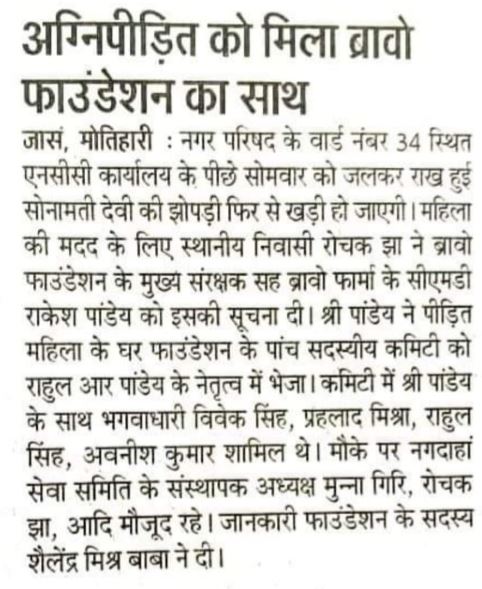 अग्निपीड़ित को मिला ब्रावो
फाउंडेशन का साथ
जासं, मोतिहारी : नगर परिषद के वार्ड नंबर 34 स्थित
एनसीसी कार्यालय के पीछे सोमवार को जलकर राख हुई
सोनामती देवी की झोपड़ी फिर से खड़ी हो जाएगी। महिला
की मदद के लिए स्थानीय निवासी रोचक झा ने ब्रावो
फाउंडेशन के मुख्य संरक्षक सह ब्रावो फार्मा के सीएमडी
राकेश पांडेय को इसकी सूचना दी। श्री पांडेय ने पीड़ित
महिला के घर फाउंडेशन के पांच सदस्यीय कमिटी को
राहुल आर पांडेय के नेतृत्व में भेजा। कमिटी में श्री पांडेय
के साथ भगवाधारी विवेक सिंह, प्रहलाद मिश्रा, राहुल
सिंह, अवनीश कुमार शामिल थे। मौके पर नगदाहां
सेवा समिति के संस्थापक अध्यक्ष मुन्ना गिरि, रोचक
झा, आदि मौजूद रहे। जानकारी फाउंडेशन के सदस्य
शैलेंद्र मिश्र बाबा ने दी।